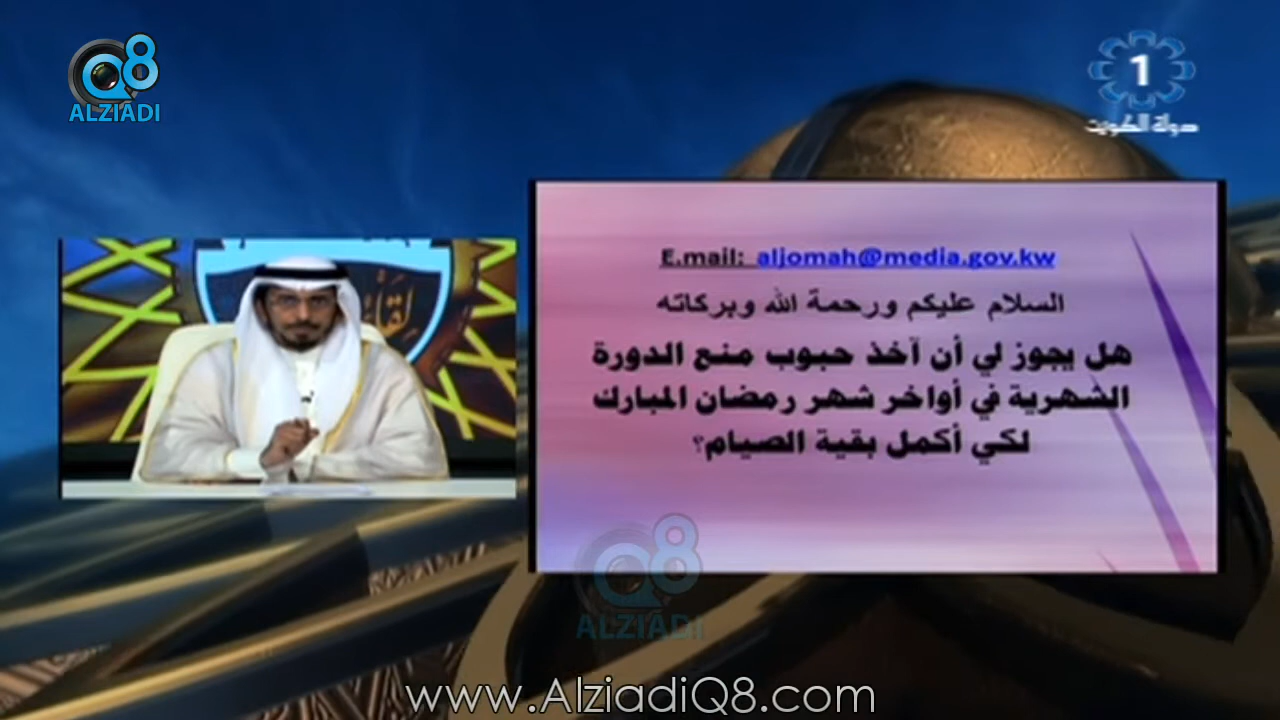 Q8
ALZIADI
1
دولة الكويت
E.mail: aljomah@media.gov.kw
السلام عليكم ورحمة الله وبركاته
هل يجوز لي أن آخذ حبوب منع الدورة
الشهرية في أواخر شهر رمضان المبارك
لكي أكمل بقية الصيام؟
Q8
ALZIADI
www.AlziadiQ8.com